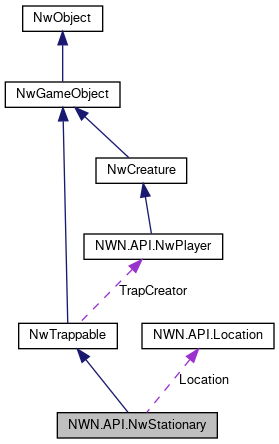 NwObject
NwGameObject
NwCreature
NWN.API.NwPlayer
TrapCreator
NwTrappable
NWN.API.Location
Location
NWN.API.NwStationary